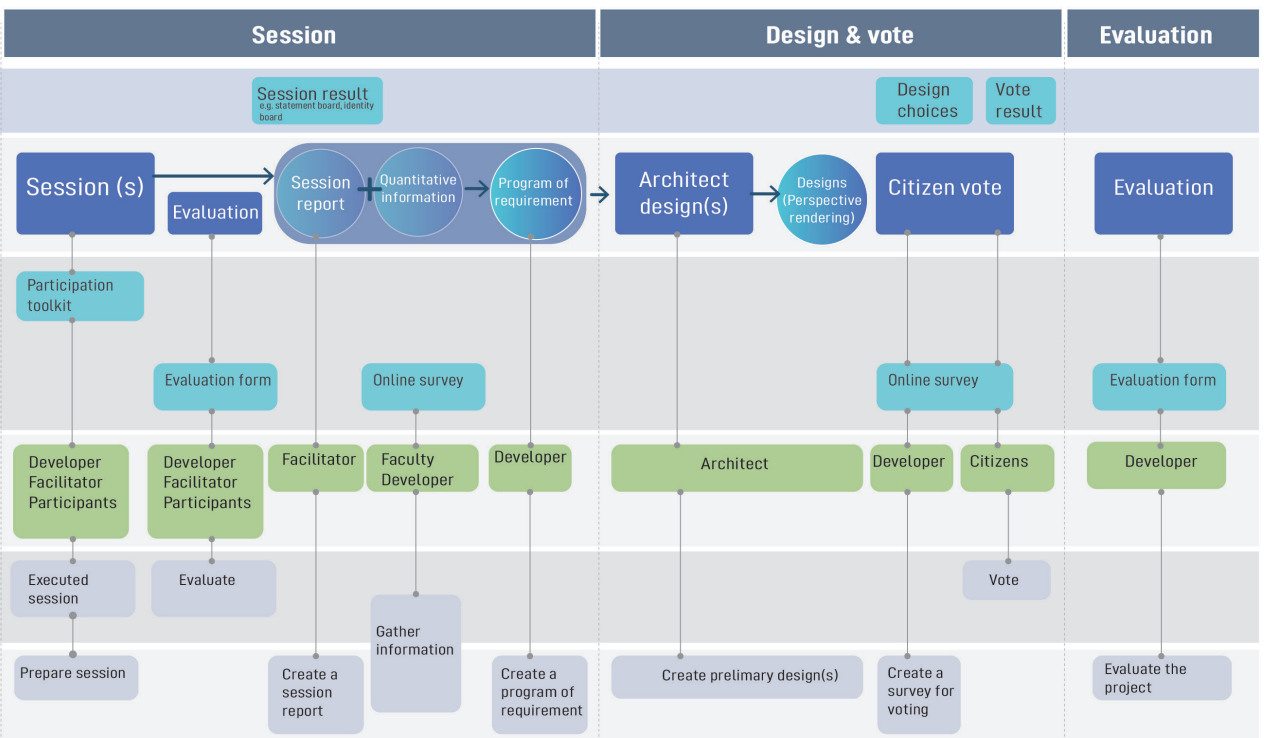 Session
Design & vote
Evaluation
Session result
e.g. statement board, identity
board
Design
choices
Vote
result
Session (s)
Evaluation
Session
report
Quantitative
information
Program of
requirement
Architect
design(s)
Designs
(Perspective
rendering)
Citizen vote
Evaluation
Participation
toolkit
Evaluation form
Online survey
Online survey
Evaluation form
Developer
Facilitator
Participants
Developer
Facilitator
Participants
Facilitator
Faculty
Developer
Developer
Architect
Developer
Citizens
Developer
Executed
session
Evaluate
Gather
information
Vote
Prepare session
Create a
session
report
Create a
program of
requirement
Create prelimary design(s)
Create a
survey for
voting
Evaluate the
project